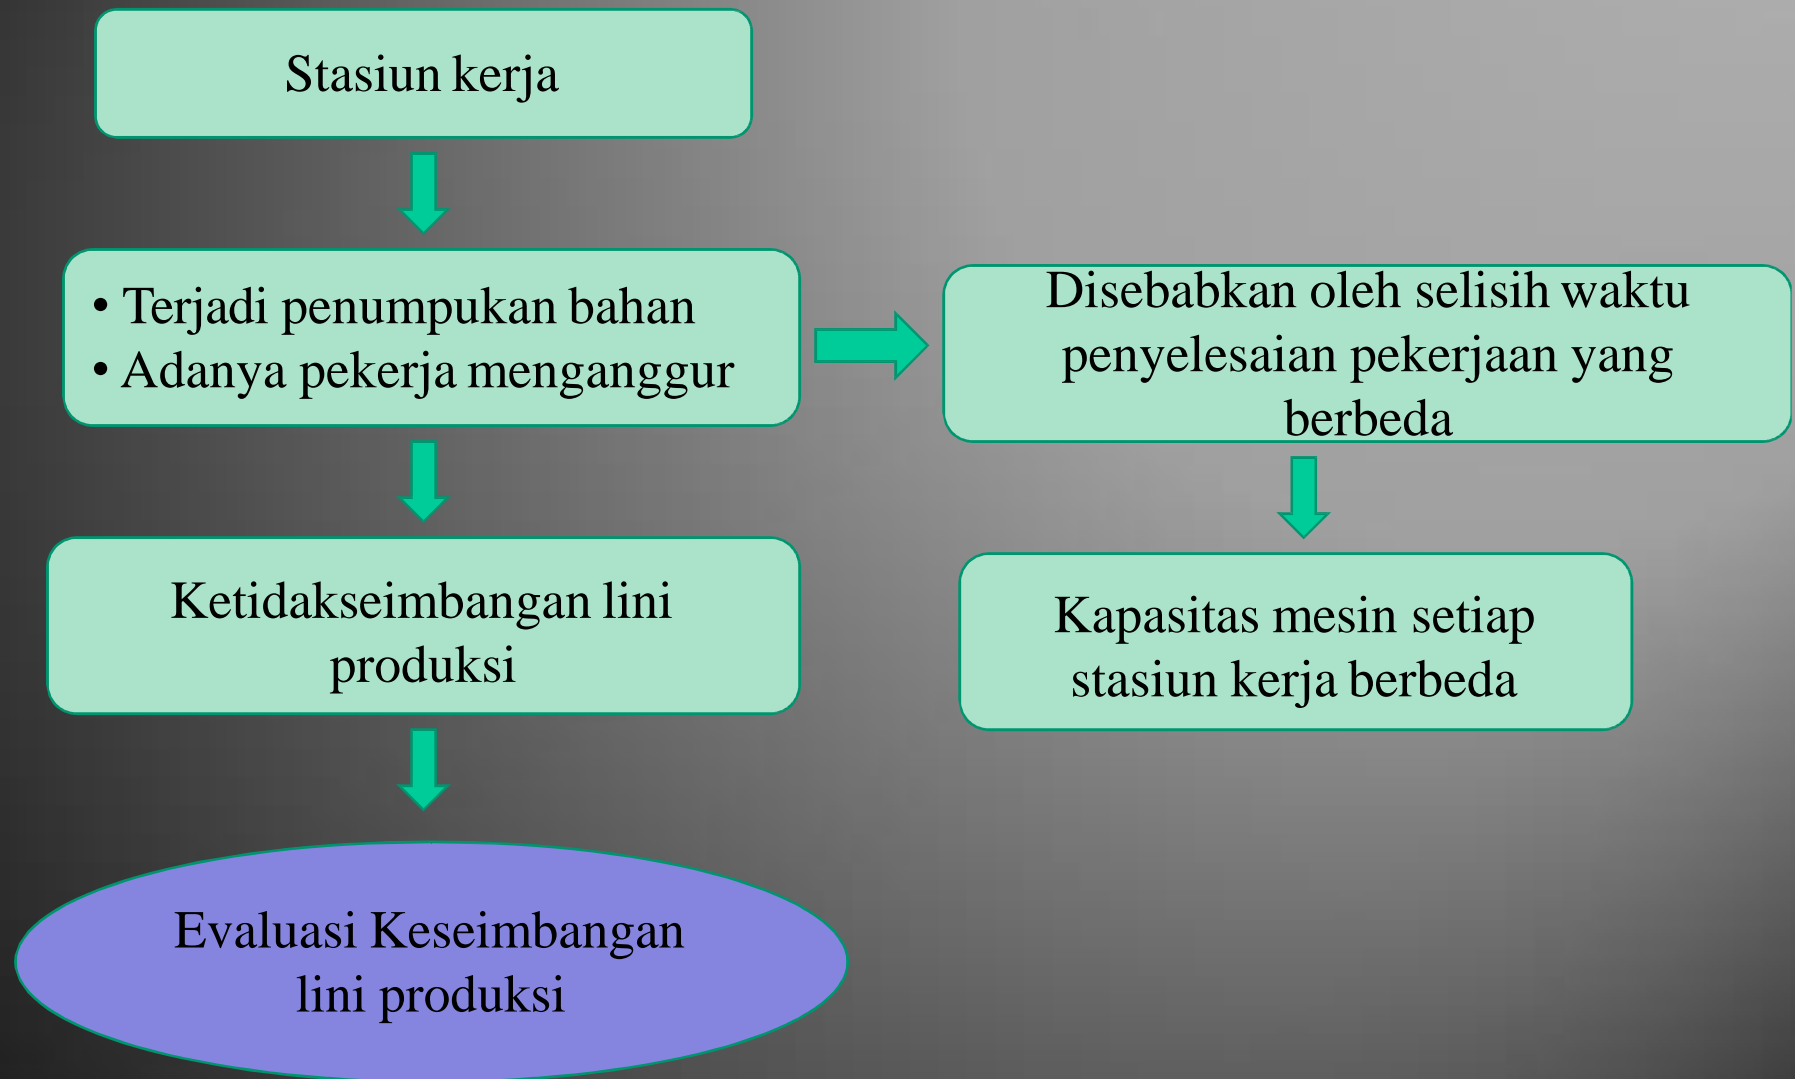 Stasiun kerja
• Terjadi penumpukan bahan
• Adanya pekerja menganggur
Disebabkan oleh selisih waktu
penyelesaian pekerjaan yang
berbeda
Ketidakseimbangan lini
produksi
Kapasitas mesin setiap
stasiun kerja berbeda
Evaluasi Keseimbangan
lini produksi